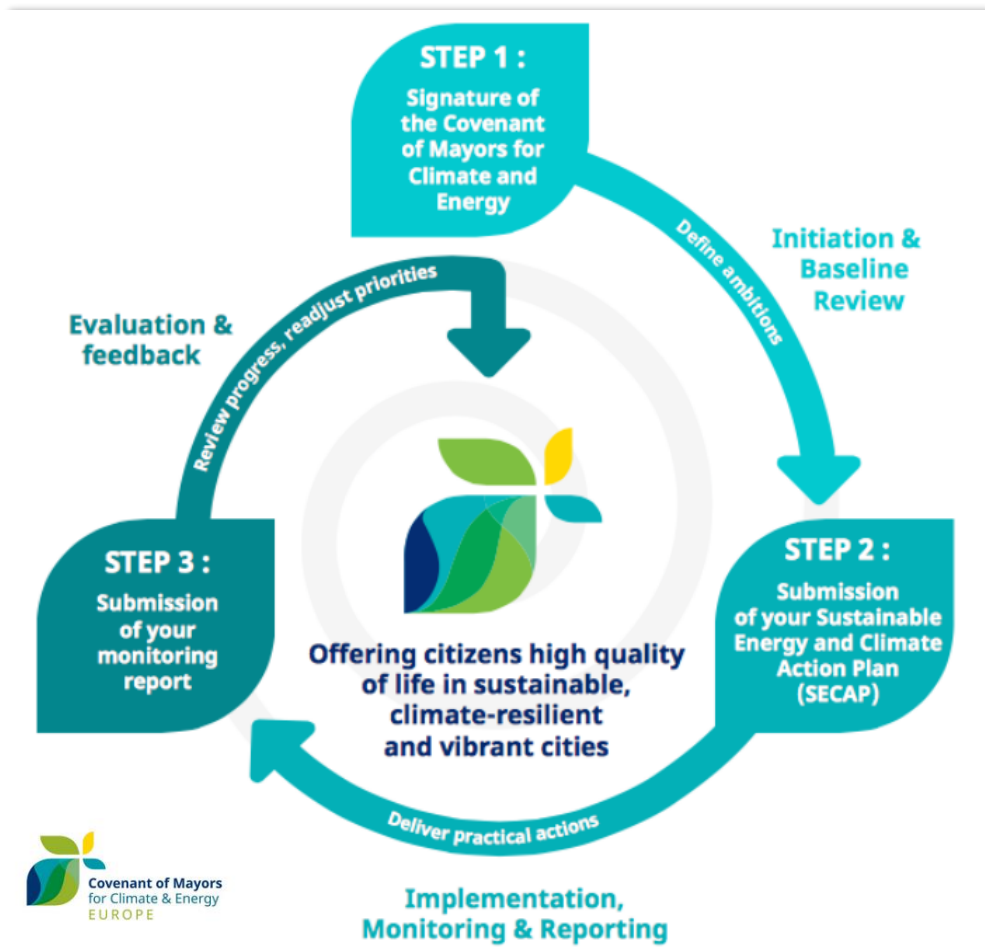 STEP 1 :
Signature of
the Covenant
of Mayors for
Climate and
Energy
Define ambitions
Initiation &
Baseline
Review
STEP 2 :
Submission
of your Sustainable
Energy and Climate
Action Plan
(SECAP)
Deliver practical actions
Implementation,
Monitoring & Reporting
STEP 3 :
Submission
of your
monitoring
report
Review progress, readjust priorities
Evaluation &
feedback
Offering citizens high quality
of life in sustainable,
climate-resilient
and vibrant cities
Covenant of Mayors
for Climate & Energy
EUROPE